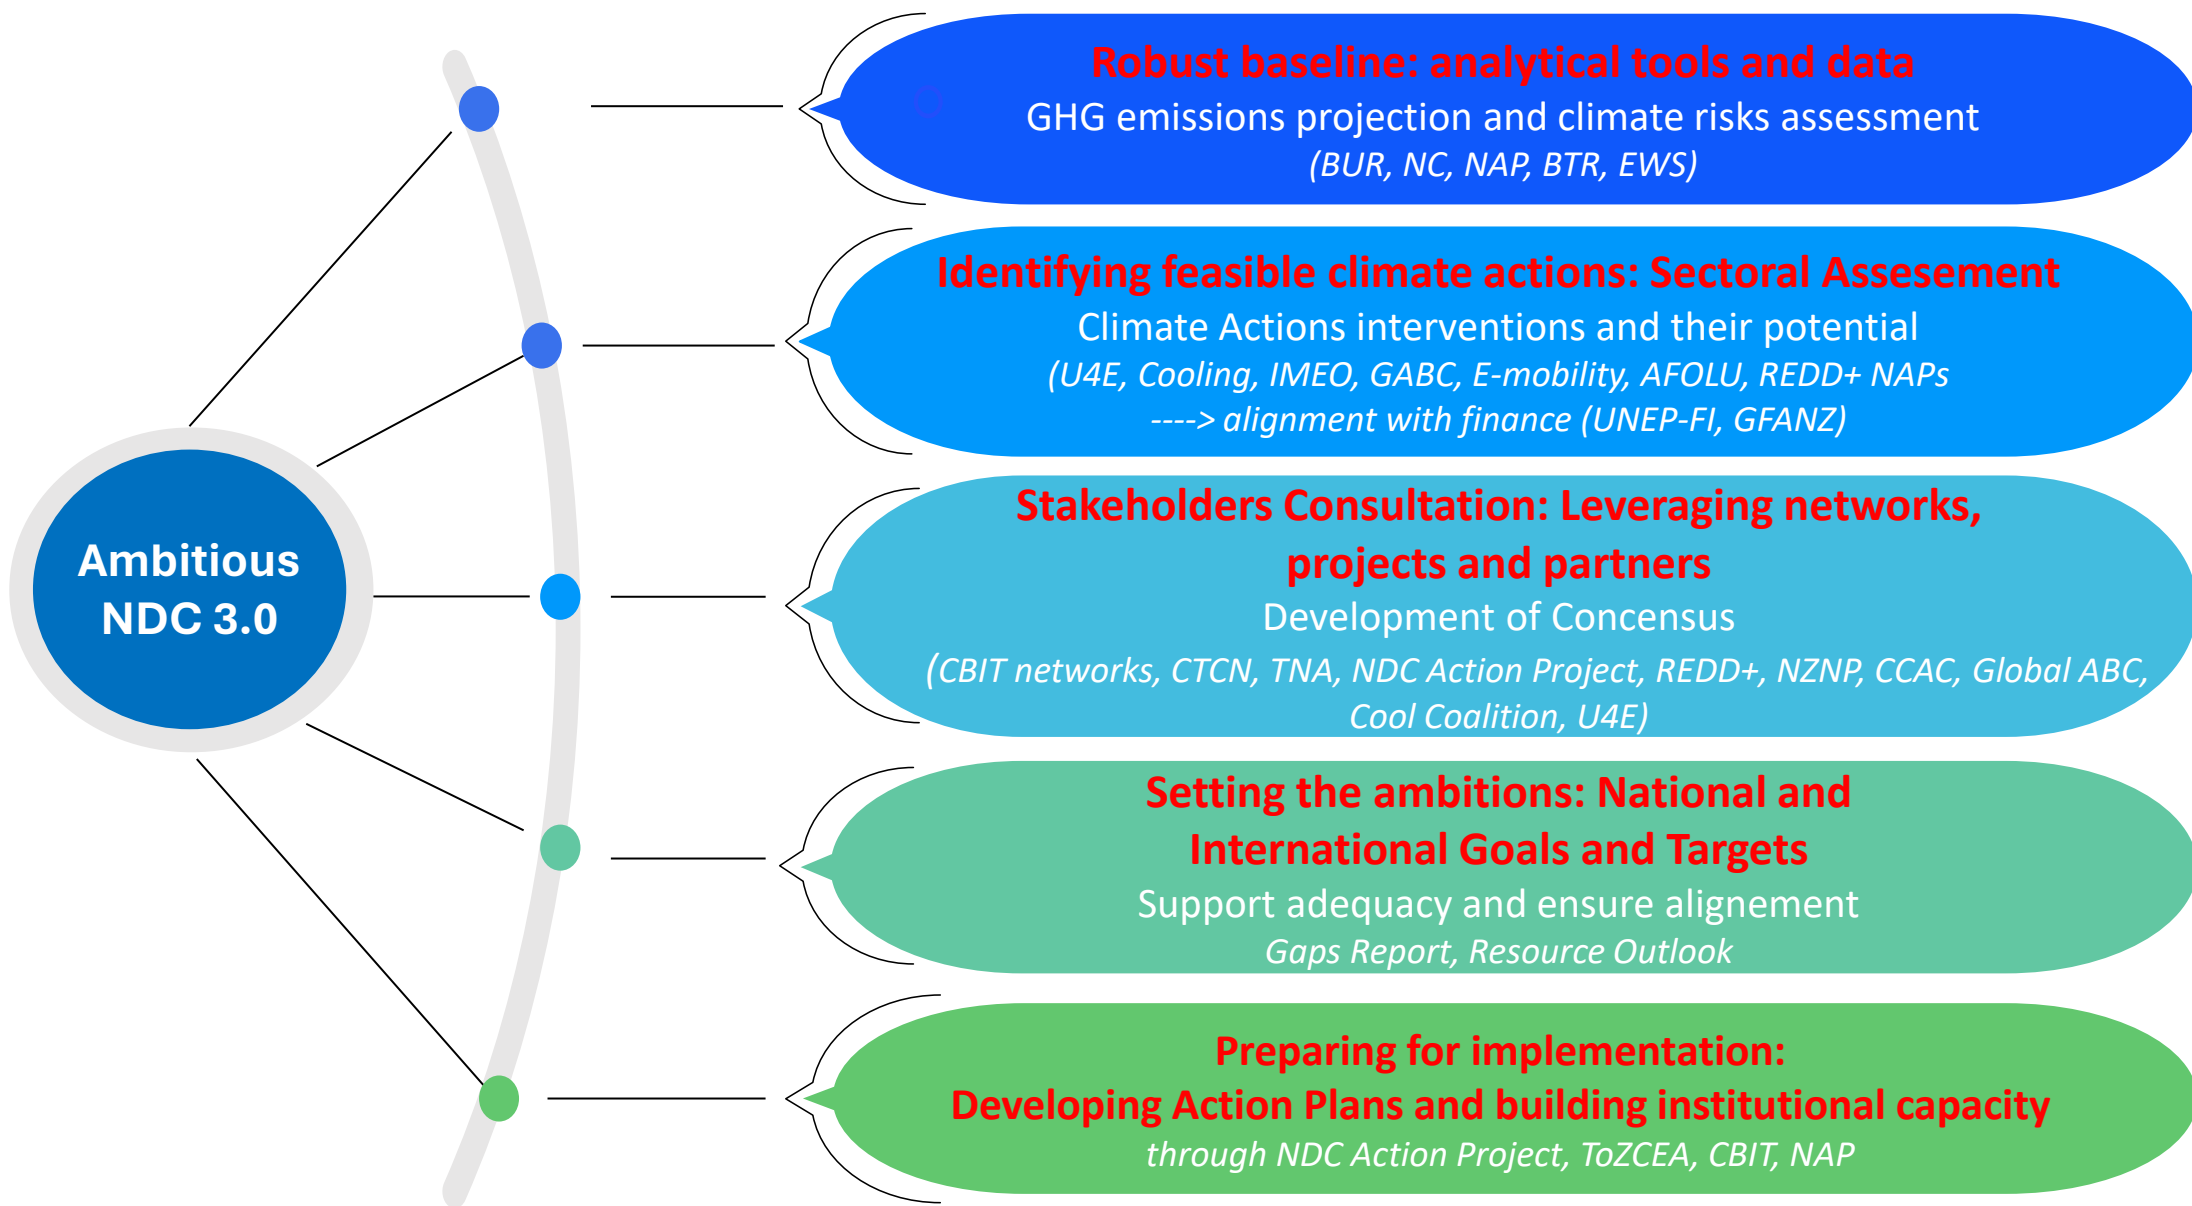 Ambitious
NDC 3.0
Robust baseline: analytical tools and data
GHG emissions projection and climate risks assessment
(BUR, NC, NAP, BTR, EWS)
Identifying feasible climate actions: Sectoral Assesement
Climate Actions interventions and their potential
(U4E, Cooling, IMEO, GABC, E-mobility, AFOLU, REDD+ NAPs
----> alignment with finance (UNEP-FI, GFANZ)
Stakeholders Consultation: Leveraging networks,
projects and partners
Development of Concensus
(CBIT networks, CTCN, TNA, NDC Action Project, REDD+, NZNP, CCAC, Global ABC,
Cool Coalition, U4E)
Setting the ambitions: National and
International Goals and Targets
Support adequacy and ensure alignement
Gaps Report, Resource Outlook
Preparing for implementation:
Developing Action Plans and building institutional capacity
through NDC Action Project, ToZCEA, CBIT, NAP